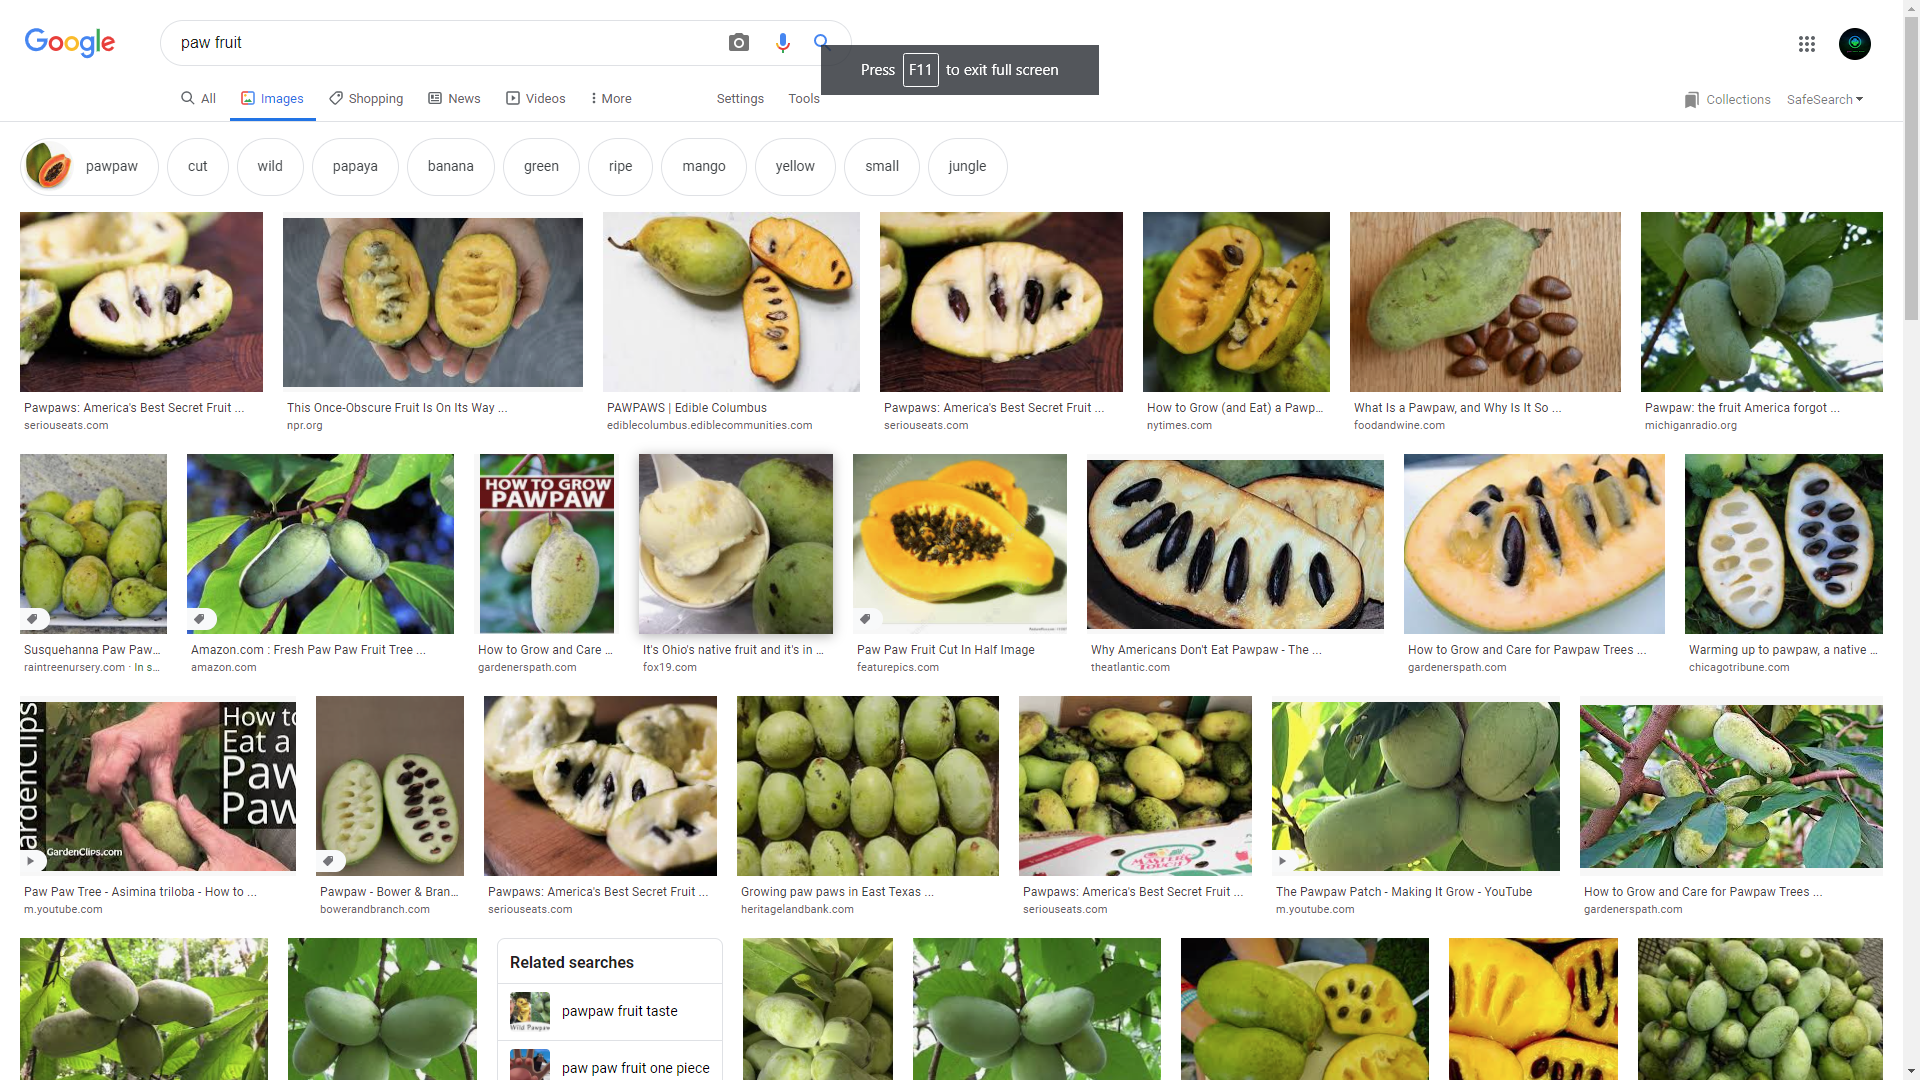 Google
paw fruit
Press F11 to exit full screen
All
Images
Shopping
News
Videos
More
Settings
Tools
Collections
SafeSearch
pawpaw
cut
wild
papaya
banana
green
ripe
mango
yellow
small
jungle
Pawpaws: America's Best Secret Fruit ...
seriouseats.com
This Once-Obscure Fruit Is On Its Way ...
npr.org
PAWPAWS | Edible Columbus
ediblecolumbus.ediblecommunities.com
Pawpaws: America's Best Secret Fruit ...
seriouseats.com
How to Grow (and Eat) a Pawp...
nytimes.com
What Is a Pawpaw, and Why Is It So ...
foodandwine.com
Pawpaw: the fruit America forgot ...
michiganradio.org
HOW TO GROW
PAWPAW
Susquehanna Paw Paw...
raintreenursery.com · In s...
Amazon.com : Fresh Paw Paw Fruit Tree ...
amazon.com
How to Grow and Care ...
gardenerspath.com
It's Ohio's native fruit and it's in ...
fox19.com
Paw Paw Fruit Cut In Half Image
featurepics.com
Why Americans Don't Eat Pawpaw - The ...
theatlantic.com
How to Grow and Care for Pawpaw Trees ...
gardenerspath.com
Warming up to pawpaw, a native ...
chicagotribune.com
ardenClips
How to
Eat a
Paw
Paw
GardenClips.com
MASTER'S TOUCH
Paw Paw Tree - Asimina triloba - How to ...
m.youtube.com
Pawpaw - Bower & Bran...
bowerandbranch.com
Pawpaws: America's Best Secret Fruit ...
seriouseats.com
Growing paw paws in East Texas ...
heritagelandbank.com
Pawpaws: America's Best Secret Fruit ...
seriouseats.com
The Pawpaw Patch - Making It Grow - YouTube
m.youtube.com
How to Grow and Care for Pawpaw Trees ...
gardenerspath.com
Related searches
Wild Pawpaw
pawpaw fruit taste
paw paw fruit one piece